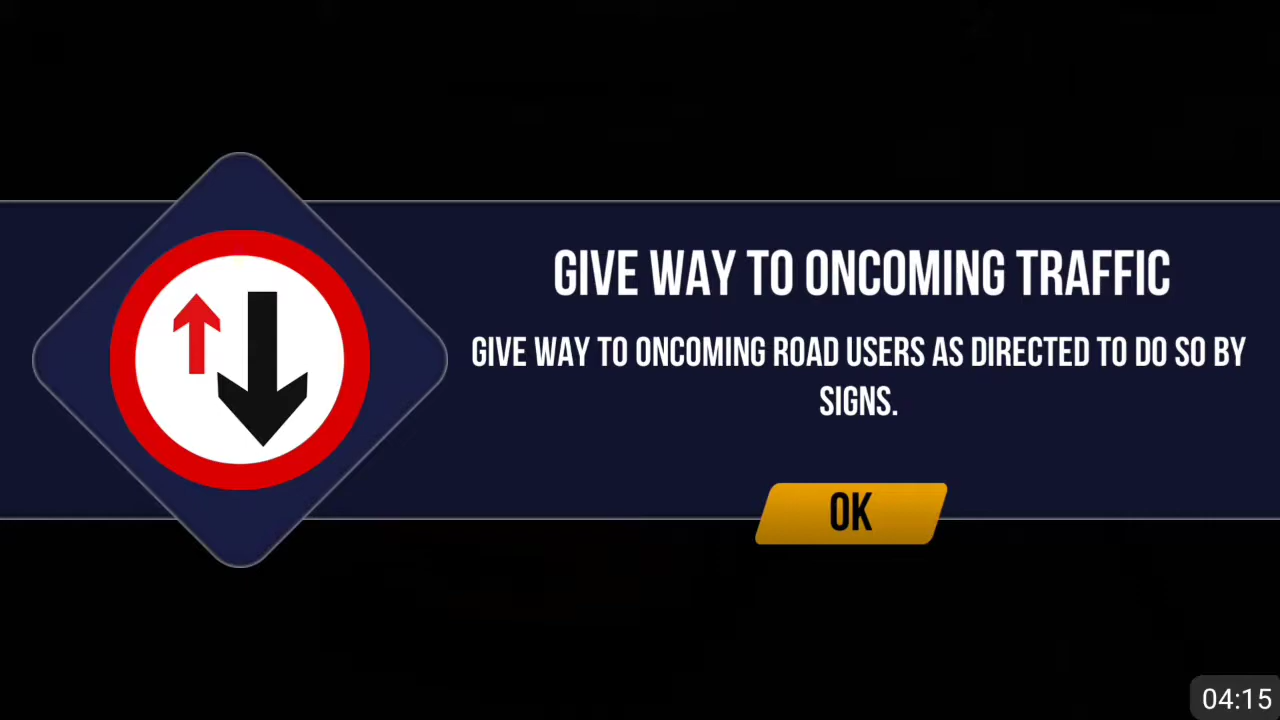 GIVE WAY TO ONCOMING TRAFFIC
GIVE WAY TO ONCOMING ROAD USERS AS DIRECTED TO DO SO BY
SIGNS.
OK
04:15